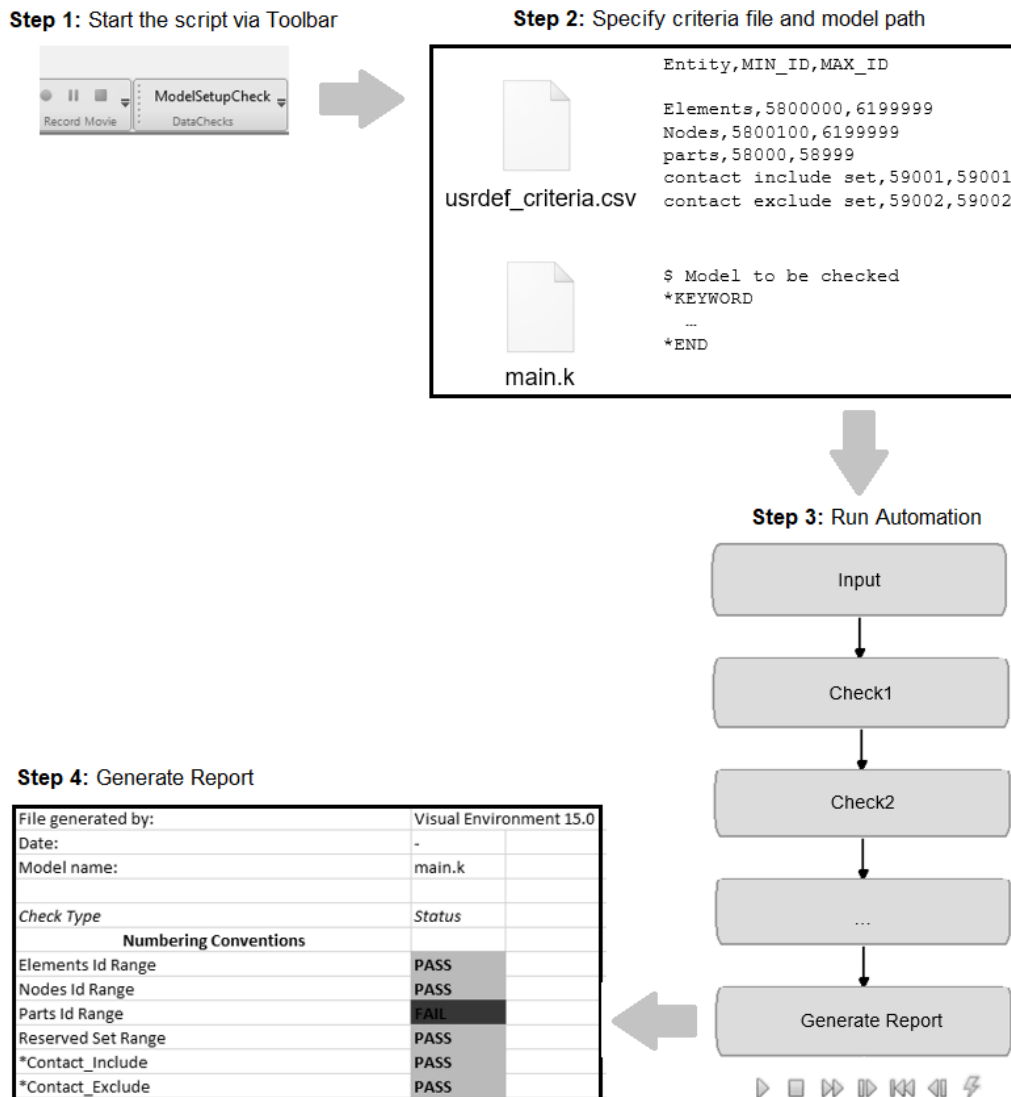 Step 1: Start the script via Toolbar
ModelSetupCheck
Record Movie
DataChecks
Step 2: Specify criteria file and model path
usrdef_criteria.csv
Entity,MIN_ID,MAX_ID
Elements,5800000,6199999
Nodes,5800100,6199999
parts,58000,58999
contact include set,59001,59001
contact exclude set,59002,59002
main.k
$ Model to be checked
*KEYWORD
…
*END
Step 3: Run Automation
Input
Check1
Check2
...
Generate Report
Step 4: Generate Report
File generated by: Visual Environment 15.0
Date: -
Model name: main.k
Check Type Status
Numbering Conventions
Elements Id Range PASS
Nodes Id Range PASS
Parts Id Range FAIL
Reserved Set Range PASS
*Contact_Include PASS
*Contact_Exclude PASS